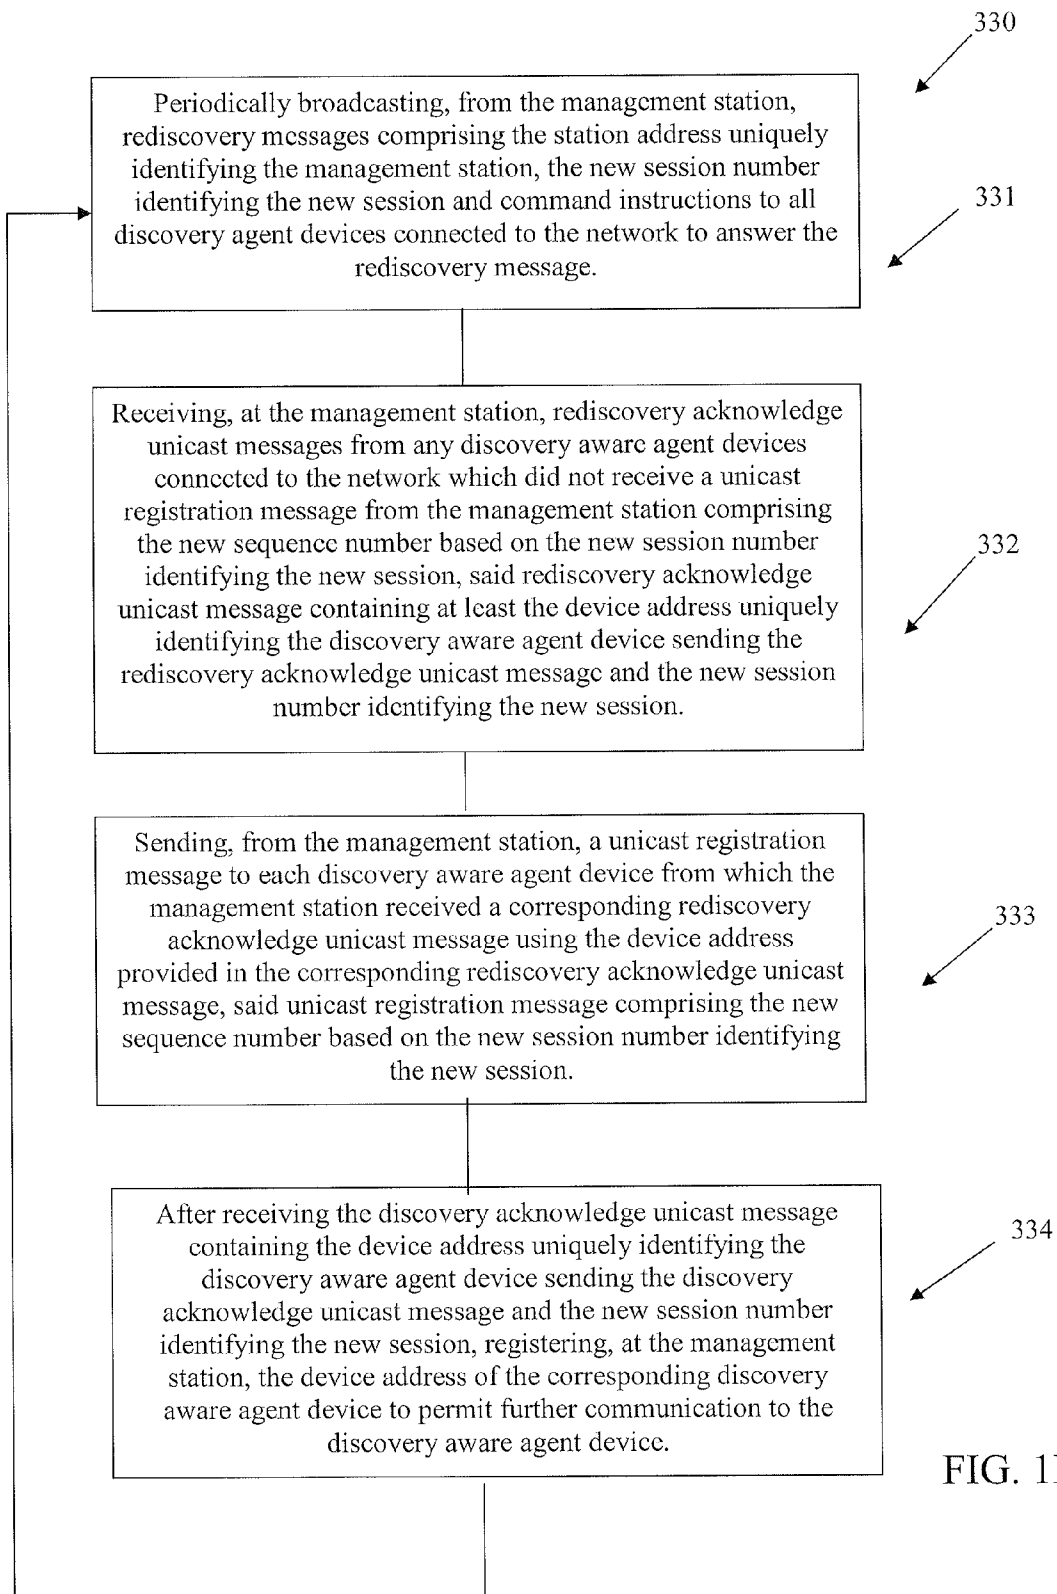 330
Periodically broadcasting, from the management station,
rediscovery messages comprising the station address uniquely
identifying the management station, the new session number
identifying the new session and command instructions to all
discovery agent devices connected to the network to answer the
rediscovery message.
331
Receiving, at the management station, rediscovery acknowledge
unicast messages from any discovery aware agent devices
connected to the network which did not receive a unicast
registration message from the management station comprising
the new sequence number based on the new session number
identifying the new session, said rediscovery acknowledge
unicast message containing at least the device address uniquely
identifying the discovery aware agent device sending the
rediscovery acknowledge unicast message and the new session
number identifying the new session.
332
Sending, from the management station, a unicast registration
message to each discovery aware agent device from which the
management station received a corresponding rediscovery
acknowledge unicast message using the device address
provided in the corresponding rediscovery acknowledge unicast
message, said unicast registration message comprising the new
sequence number based on the new session number identifying
the new session.
333
After receiving the discovery acknowledge unicast message
containing the device address uniquely identifying the
discovery aware agent device sending the discovery
acknowledge unicast message and the new session number
identifying the new session, registering, at the management
station, the device address of the corresponding discovery
aware agent device to permit further communication to the
discovery aware agent device.
334
FIG.